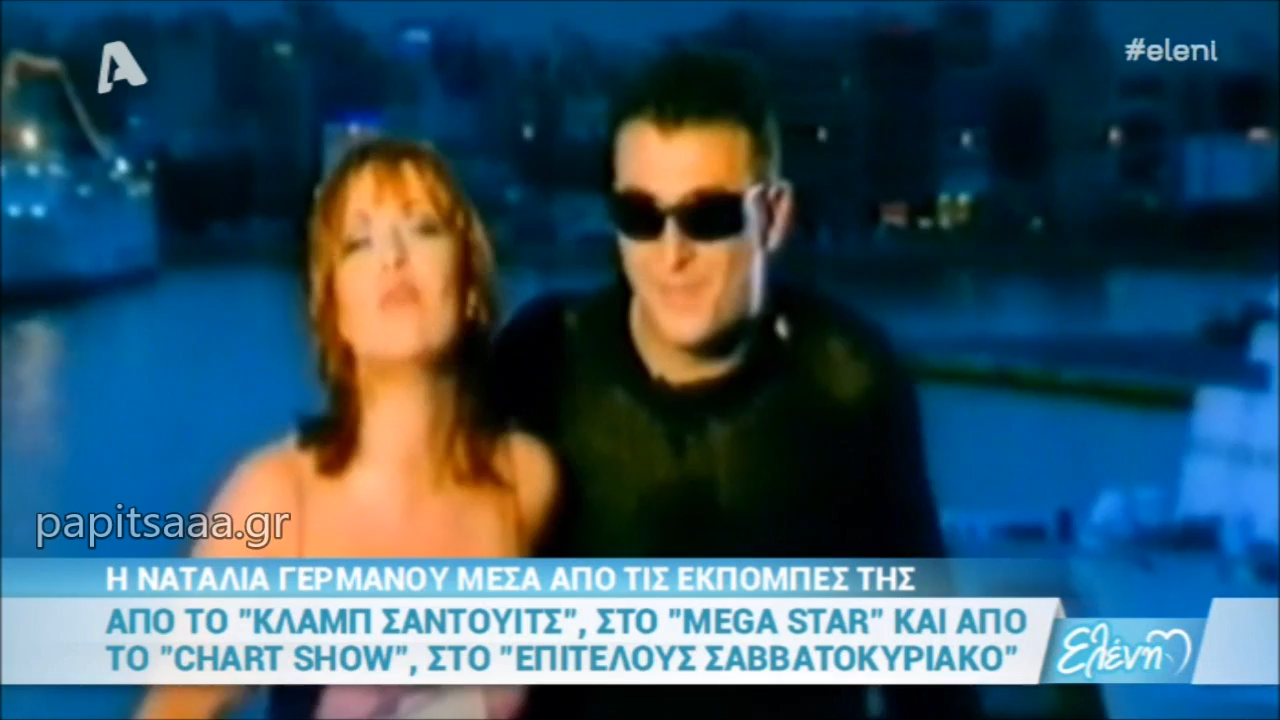 #eleni
papitsaaa.gr
Η ΝΑΤΑΛΙΑ ΓΕΡΜΑΝΟΥ ΜΕΣΑ ΑΠΟ ΤΙΣ ΕΚΠΟΜΠΕΣ ΤΗΣ
ΑΠΟ ΤΟ "ΚΛΑΜΠ ΣΑΝΤΟΥΙΤΣ", ΣΤΟ "MEGA STAR" ΚΑΙ ΑΠΟ
ΤΟ "CHART SHOW", ΣΤΟ "ΕΠΙΤΕΛΟΥΣ ΣΑΒΒΑΤΟΚΥΡΙΑΚΟ"
Ελένη